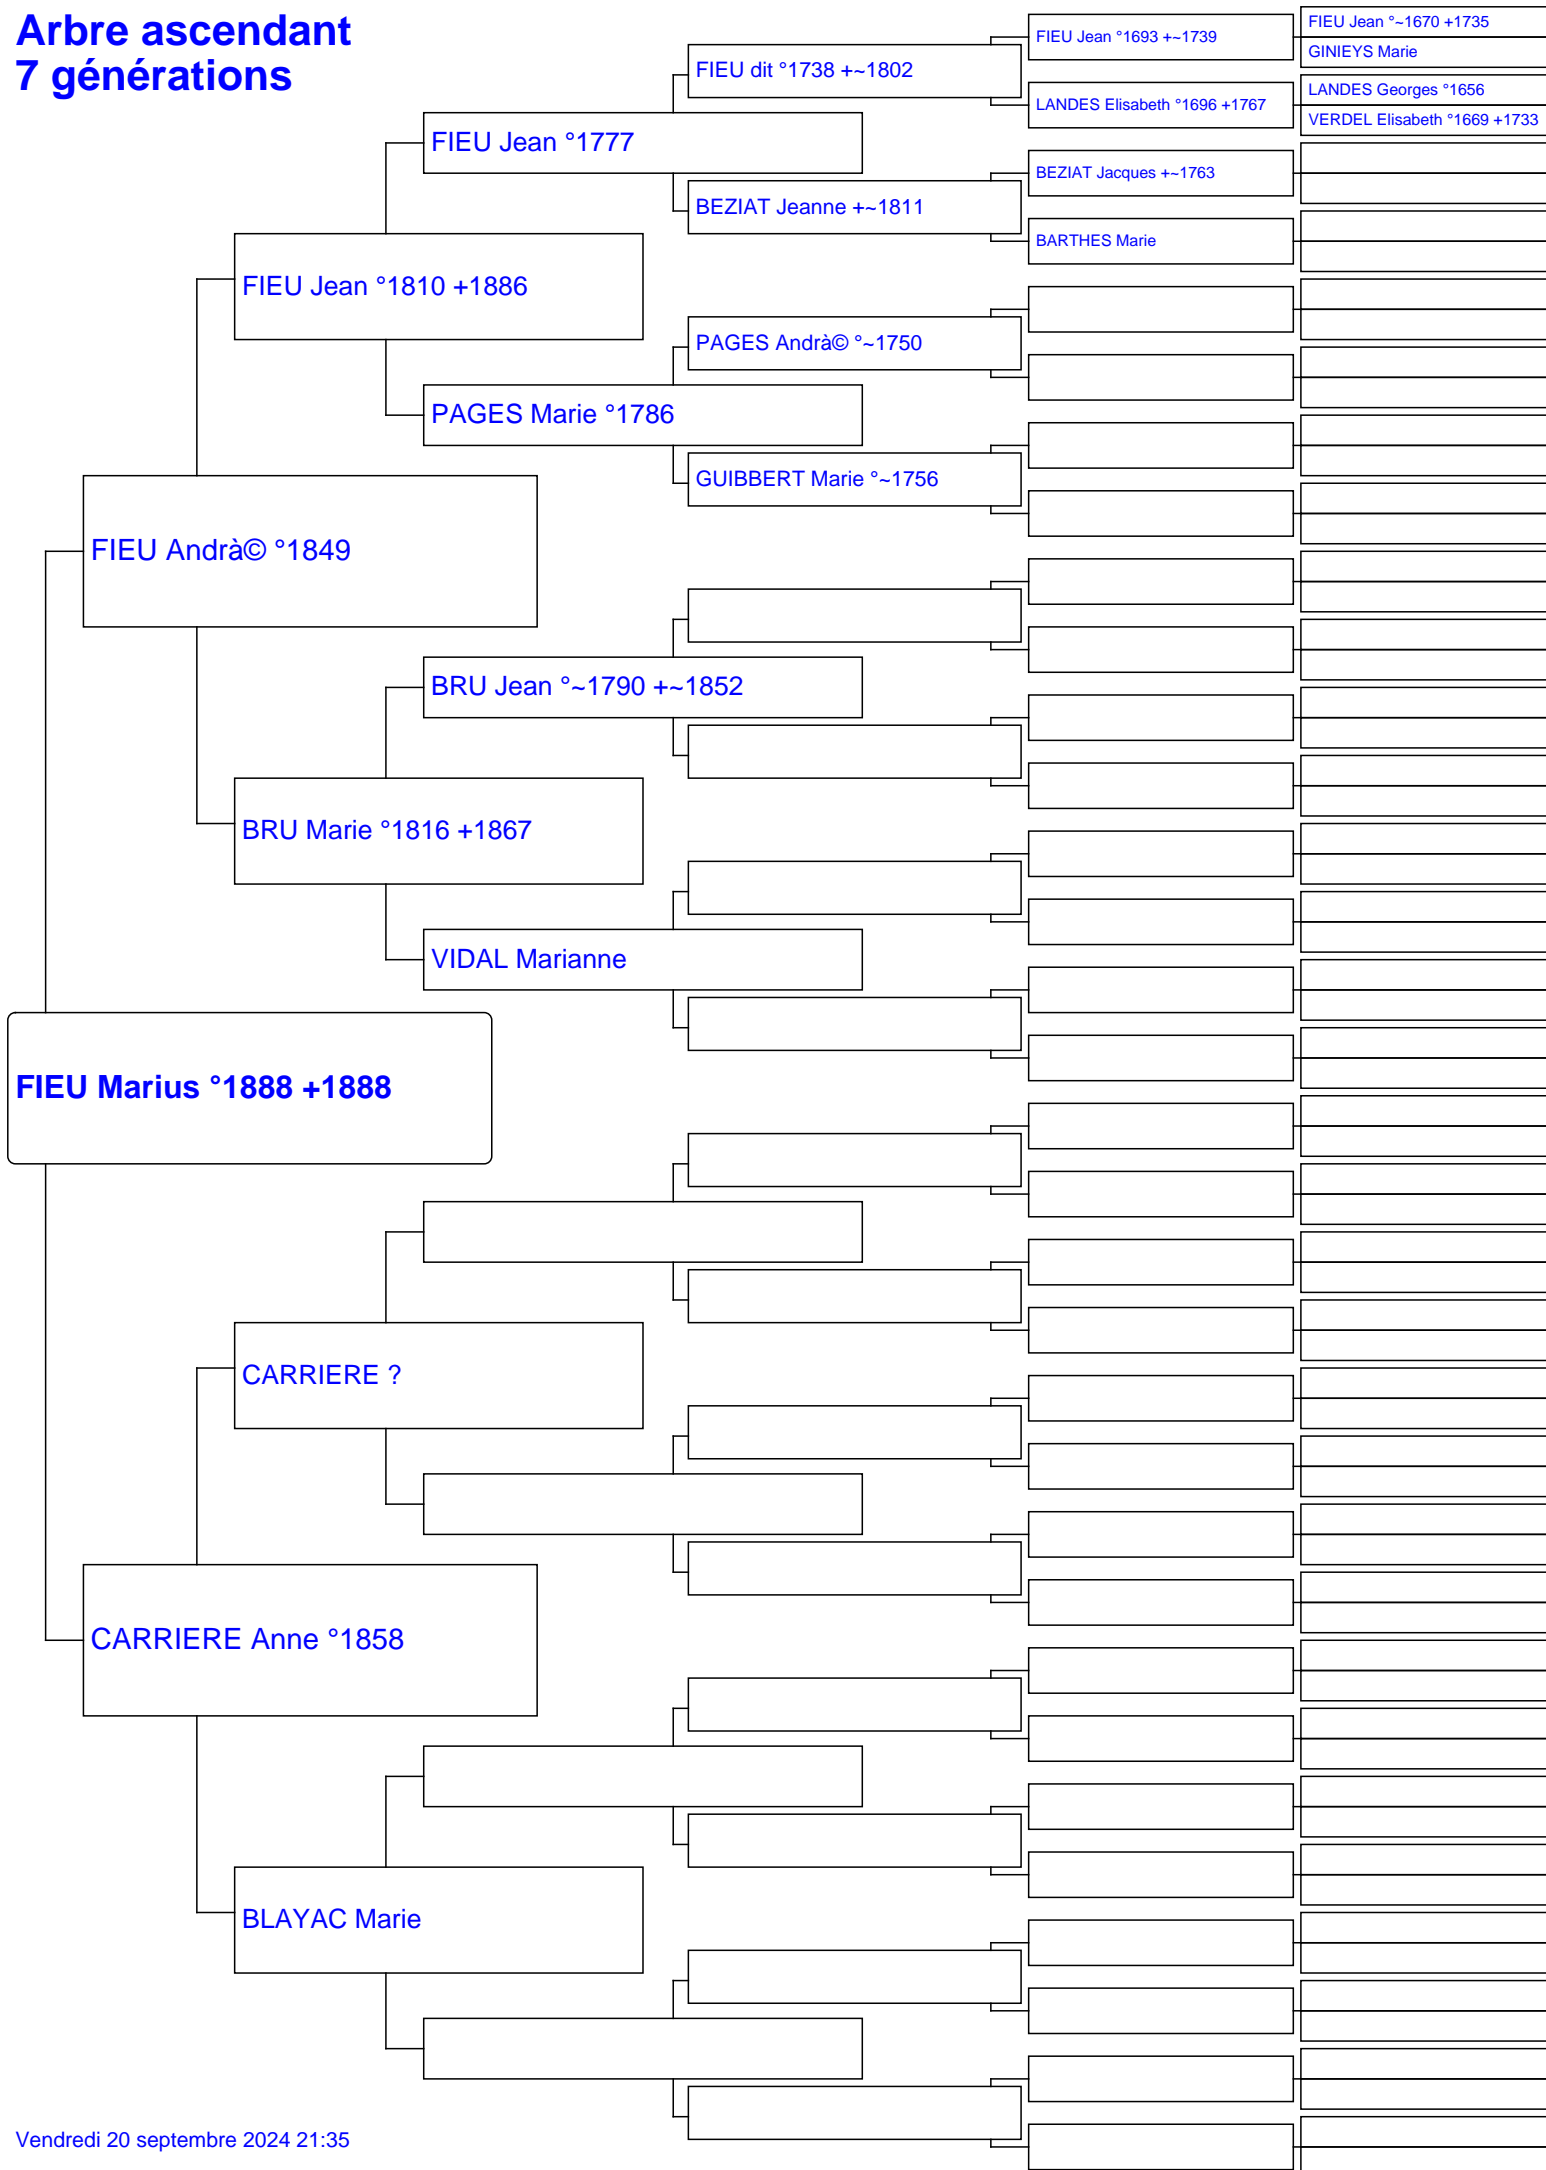 Arbre ascendant
7 générations
FIEU Jean °~1670 +1735
FIEU Jean °1693 +~1739
GINIEYS Marie
FIEU dit °1738 +~1802
LANDES Georges °1656
LANDES Elisabeth °1696 +1767
VERDEL Elisabeth °1669 +1733
FIEU Jean °1777
BEZIAT Jacques +~1763
BEZIAT Jeanne +~1811
BARTHES Marie
FIEU Jean °1810 +1886
PAGES Andrà© °~1750
PAGES Marie °1786
GUIBBERT Marie °~1756
FIEU Andrà© °1849
BRU Jean °~1790 +~1852
BRU Marie °1816 +1867
VIDAL Marianne
FIEU Marius °1888 +1888
CARRIERE ?
CARRIERE Anne °1858
BLAYAC Marie
Vendredi 20 septembre 2024 21:35